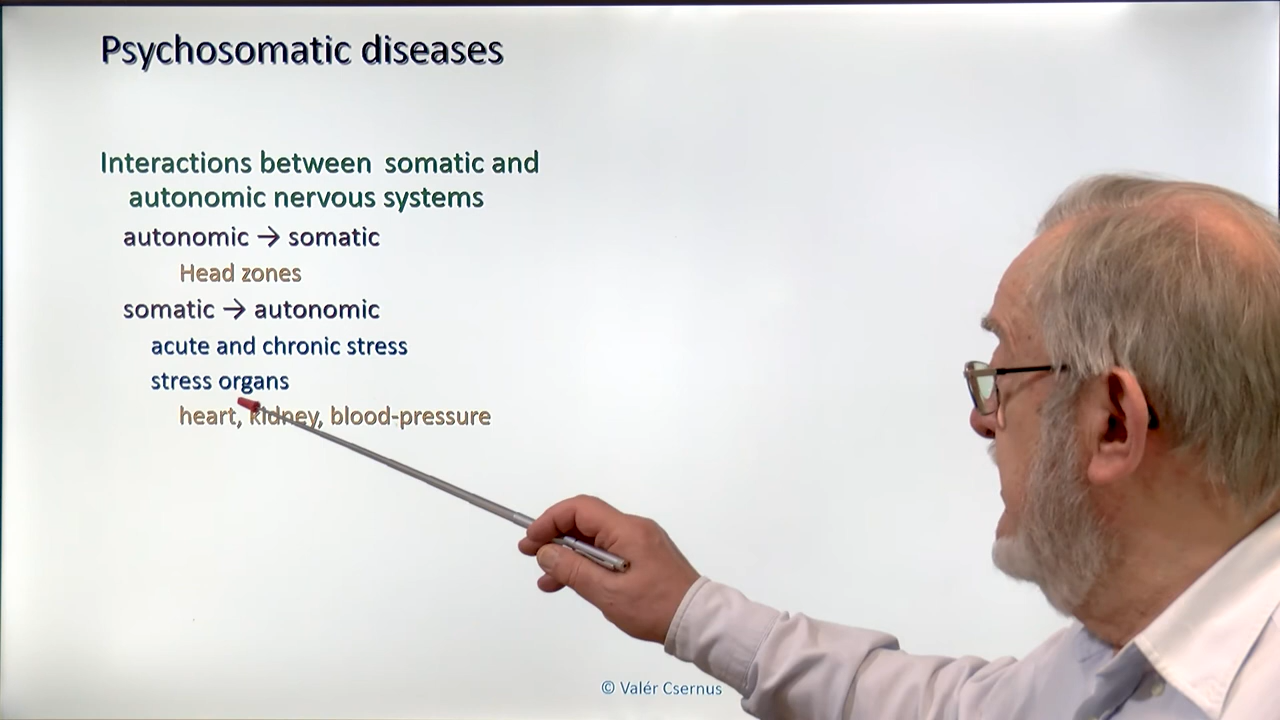 Psychosomatic diseases
Interactions between somatic and
autonomic nervous systems
autonomic → somatic
Head zones
somatic → autonomic
acute and chronic stress
stress organs
heart, kidney, blood-pressure
© Valér Csernus